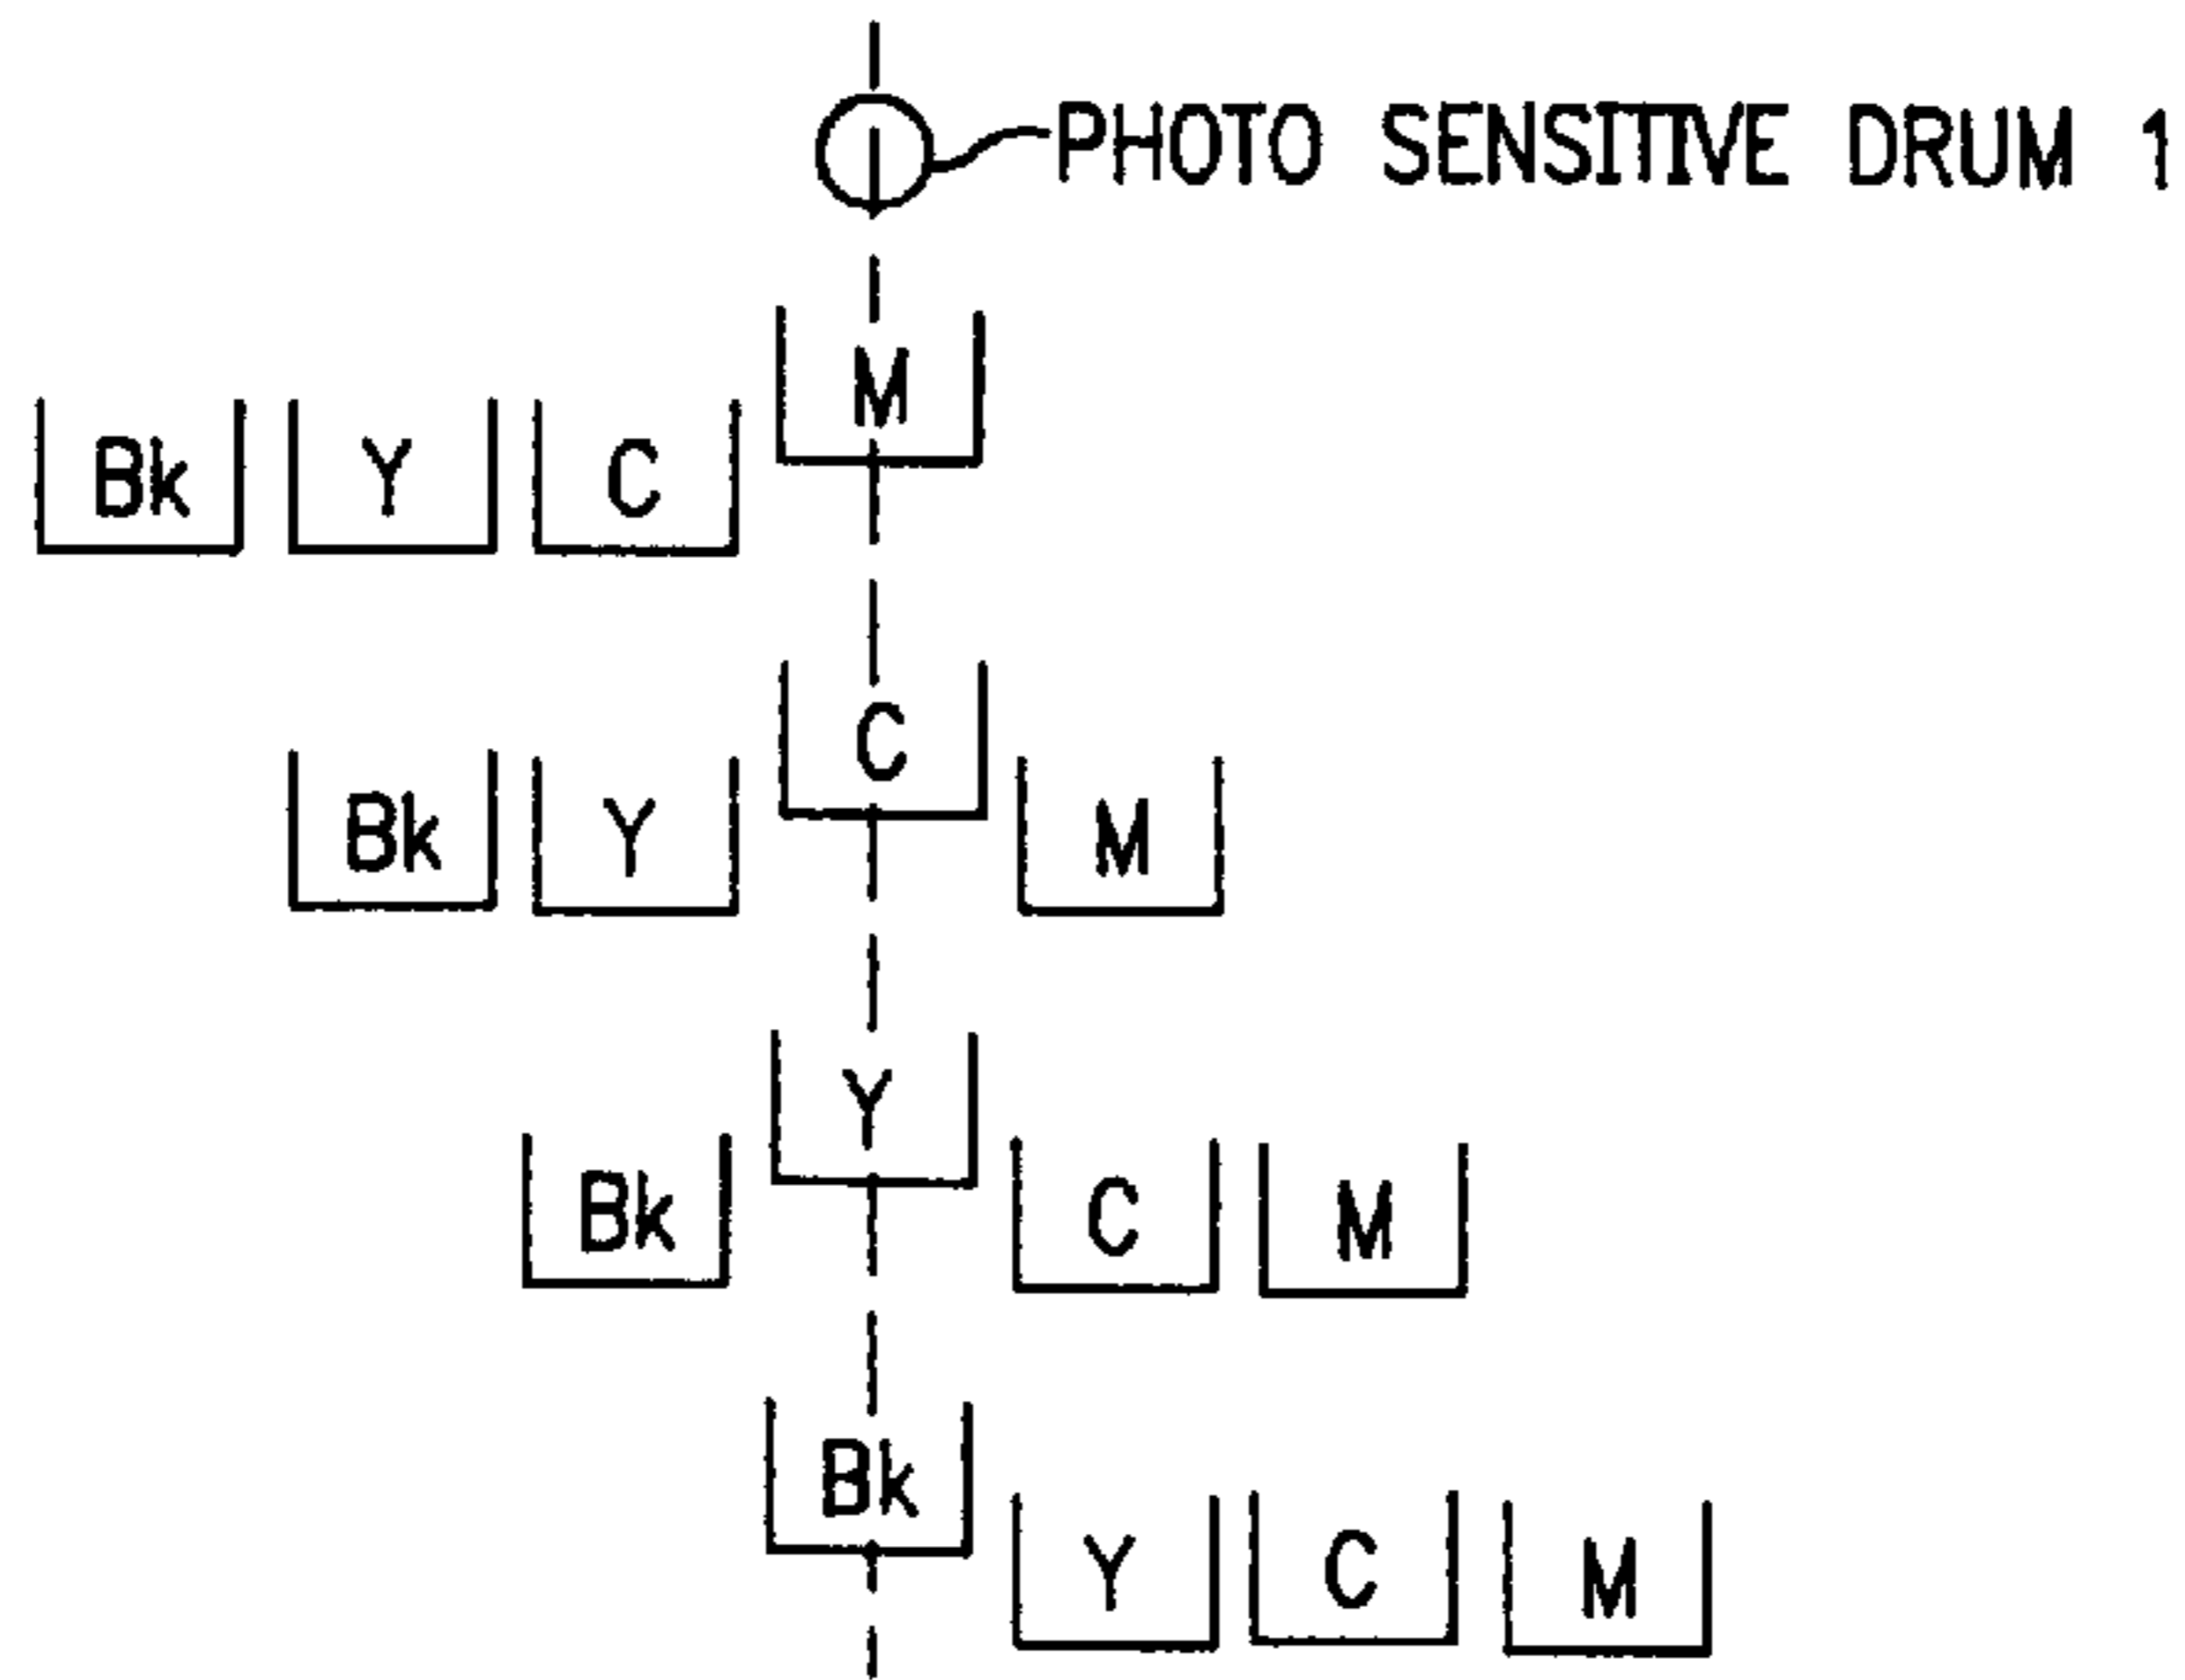 PHOTO SENSITIVE DRUM 1
M
Bk Y C
C
Bk Y M
Y
Bk C M
Bk
Y C M